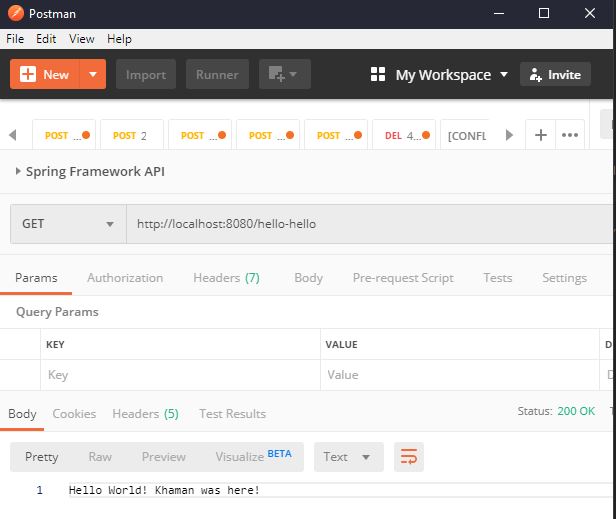 Postman
File Edit View Help
New Import Runner My Workspace Invite
POST ... POST 2 POST ... POST ... POST ... DEL 4... [CONFL
Spring Framework API
GET http://localhost:8080/hello-hello
Params Authorization Headers (7) Body Pre-request Script Tests Settings
Query Params
KEY VALUE D
Key Value D
Body Cookies Headers (5) Test Results Status: 200 OK T
Pretty Raw Preview Visualize BETA Text
1 Hello World! Khaman was here!